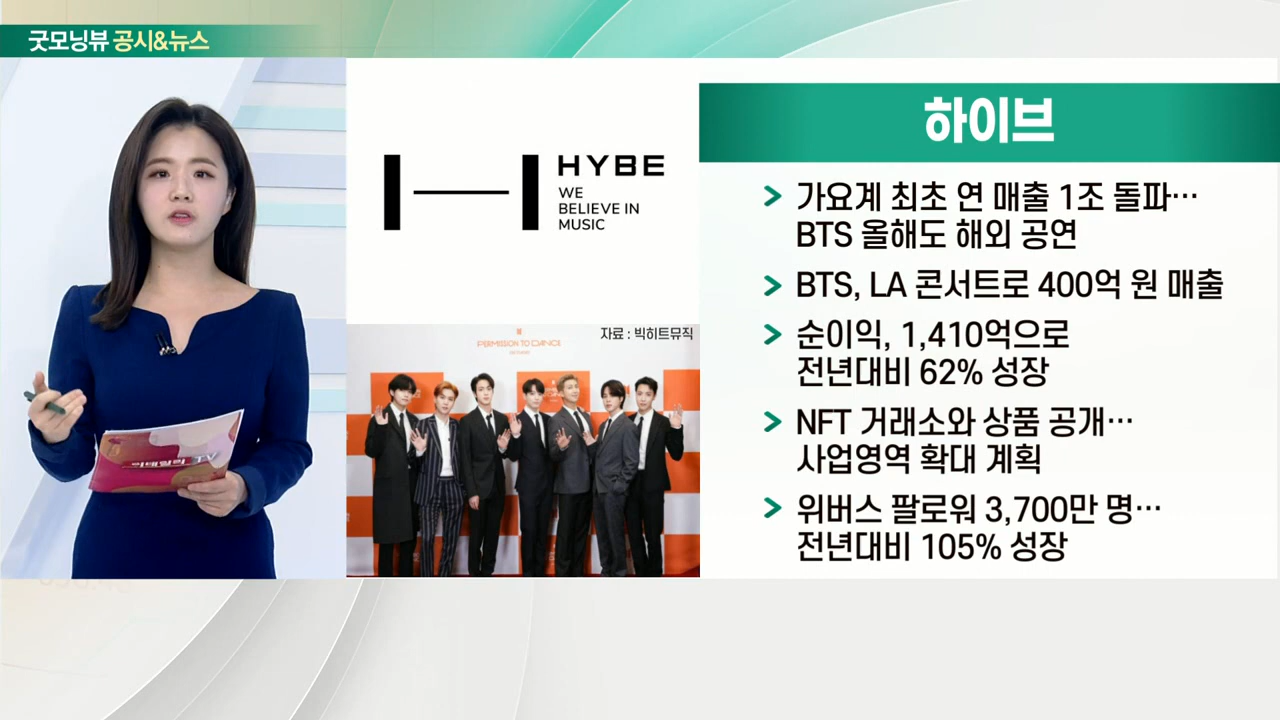 굿모닝뷰 공시&뉴스
HYBE
WE
BELIEVE IN
MUSIC
자료 : 빅히트뮤직
PERMISSION TO DANCE
하이브
가요계 최초 연 매출 1조 돌파…
BTS 올해도 해외 공연
BTS, LA 콘서트로 400억 원 매출
순이익, 1,410억으로
전년대비 62% 성장
NFT 거래소와 상품 공개…
사업영역 확대 계획
위버스 팔로워 3,700만 명…
전년대비 105% 성장